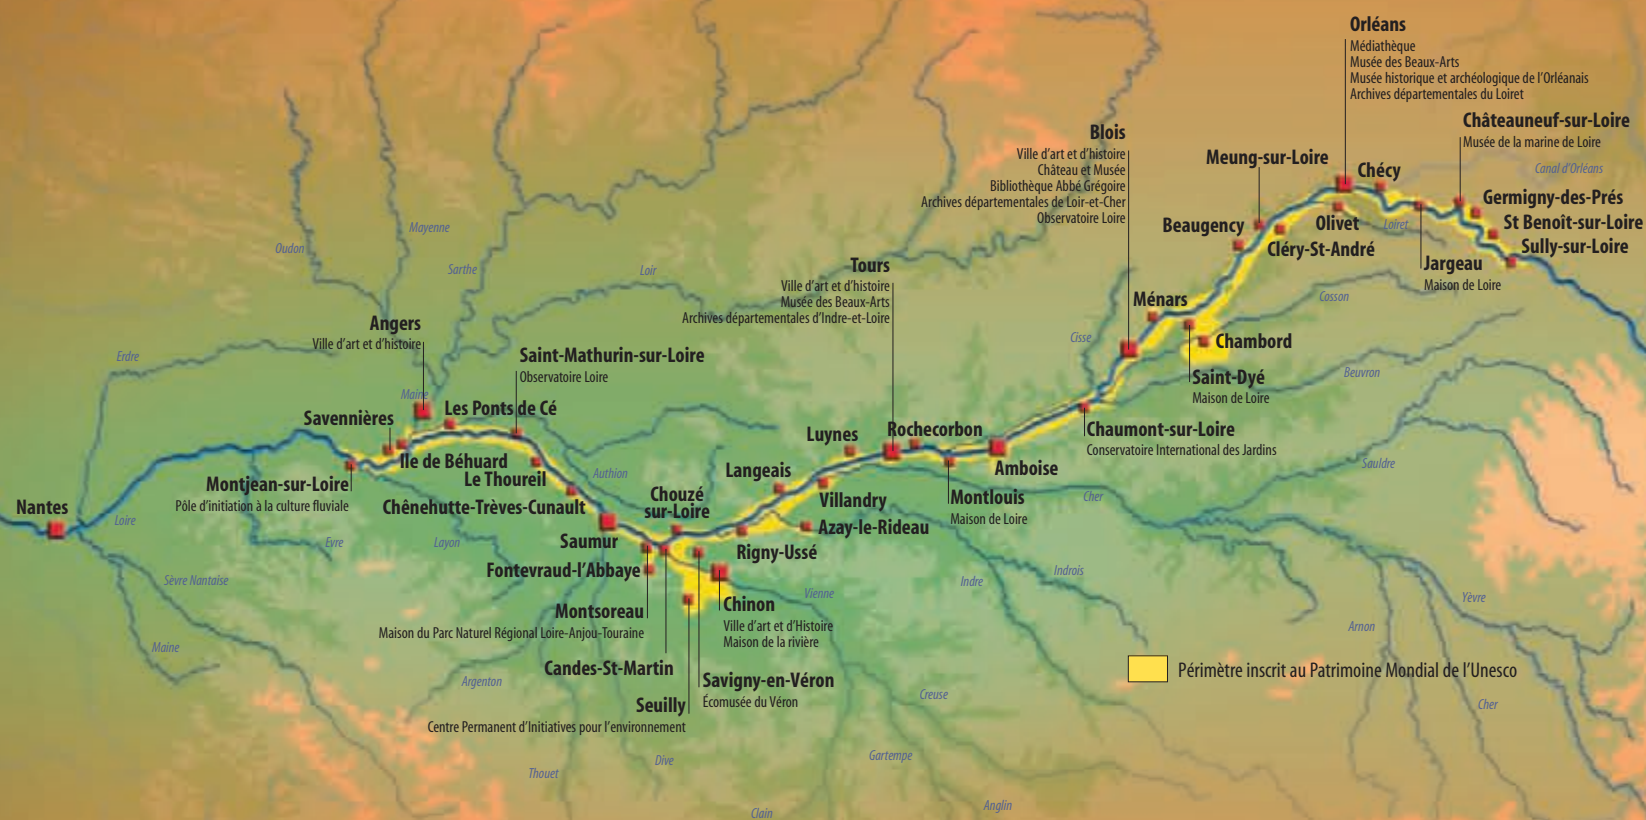 Orléans
Médiathèque
Musée des Beaux-Arts
Musée historique et archéologique de l'Orléanais
Archives départementales du Loiret
Châteauneuf-sur-Loire
Musée de la marine de Loire
Blois
Ville d'art et d'histoire
Château et Musée
Bibliothèque Abbé Grégoire
Archives départementales de Loir-et-Cher
Observatoire Loire
Meung-sur-Loire
Chécy
Canal d'Orléans
Germigny-des-Prés
St Benoît-sur-Loire
Sully-sur-Loire
Beaugency
Olivet
Loiret
Cléry-St-André
Jargeau
Maison de Loire
Mayenne
Oudon
Sarthe
Loir
Tours
Ville d'art et d'histoire
Musée des Beaux-Arts
Archives départementales d'Indre-et-Loire
Ménars
Cosson
Cisse
Chambord
Angers
Ville d'art et d'histoire
Erdre
Saint-Mathurin-sur-Loire
Observatoire Loire
Saint-Dyé
Maison de Loire
Beuvron
Maine
Savennières
Les Ponts de Cé
Luynes
Rochecorbon
Chaumont-sur-Loire
Conservatoire International des Jardins
Ile de Béhuard
Le Thoureil
Authion
Langeais
Amboise
Sauldre
Montjean-sur-Loire
Pôle d'initiation à la culture fluviale
Chênehutte-Trèves-Cunault
Chouzé
sur-Loire
Villandry
Montlouis
Maison de Loire
Cher
Nantes
Loire
Azay-le-Rideau
Evre
Layon
Saumur
Rigny-Ussé
Fontevraud-l'Abbaye
Sèvre Nantaise
Indre
Indrois
Vienne
Yèvre
Montsoreau
Maison du Parc Naturel Régional Loire-Anjou-Touraine
Chinon
Ville d'art et d'Histoire
Maison de la rivière
Arnon
Maine
Candes-St-Martin
Périmètre inscrit au Patrimoine Mondial de l'Unesco
Argenton
Savigny-en-Véron
Écomusée du Véron
Creuse
Cher
Seuilly
Centre Permanent d'Initiatives pour l'environnement
Thouet
Dive
Gartempe
Clain
Anglin